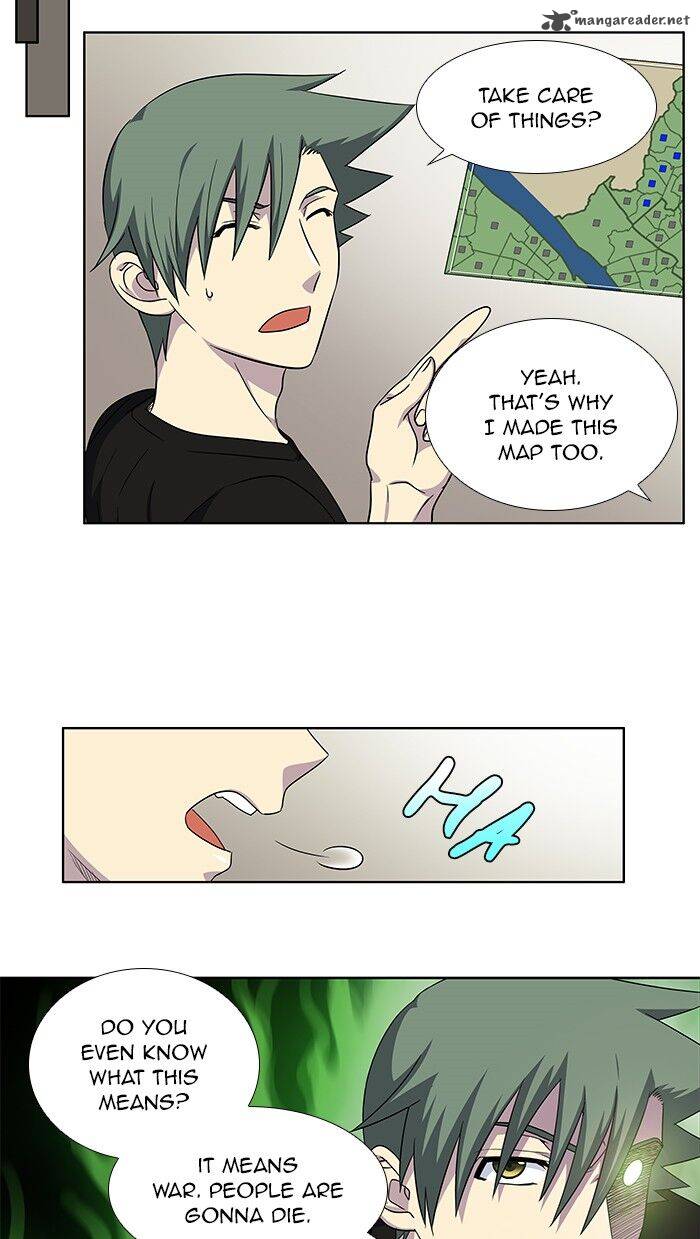 mangareader.net
TAKE CARE
OF THINGS?
YEAH.
THAT'S WHY
I MADE THIS
MAP TOO.
HA
DO YOU
EVEN KNOW
WHAT THIS
MEANS?
IT MEANS
WAR. PEOPLE ARE
GONNA DIE.